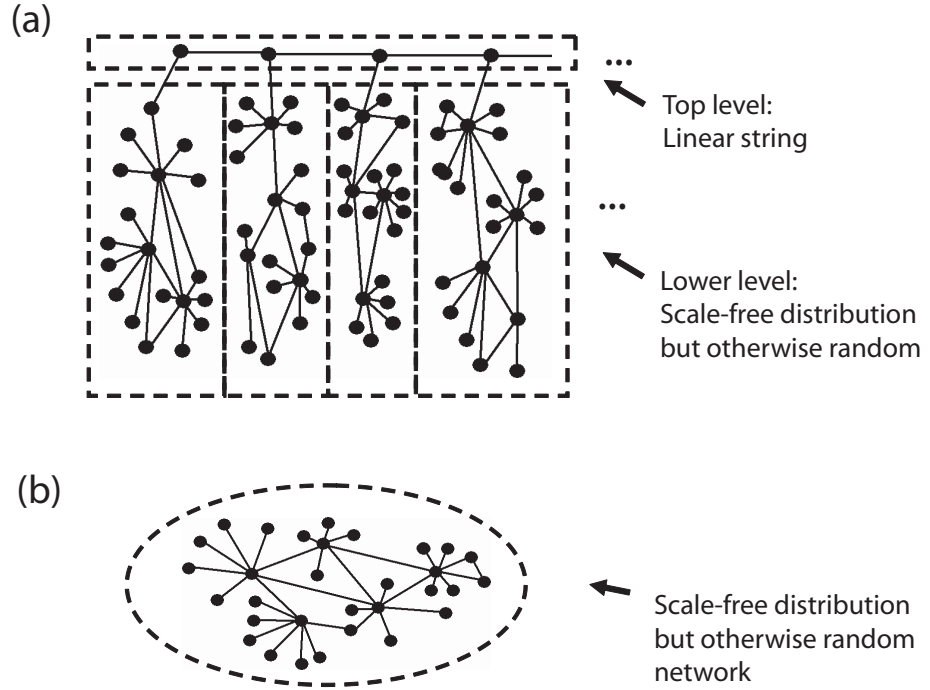 (a)
...
Top level:
Linear string
...
Lower level:
Scale-free distribution
but otherwise random
(b)
Scale-free distribution
but otherwise random
network